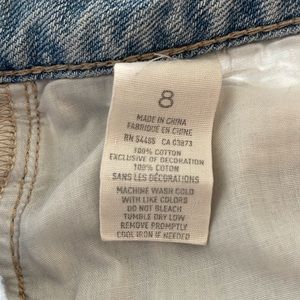 8
MADE IN CHINA
FABRIQUÉ EN CHINE
RN 54485 CA 03873
100% COTTON
EXCLUSIVE OF DECORATION
100% COTON
SANS LES DÉCORATIONS
MACHINE WASH COLD
WITH LIKE COLORS
DO NOT BLEACH
TUMBLE DRY LOW
REMOVE PROMPTLY
COOL IRON IF NEEDED